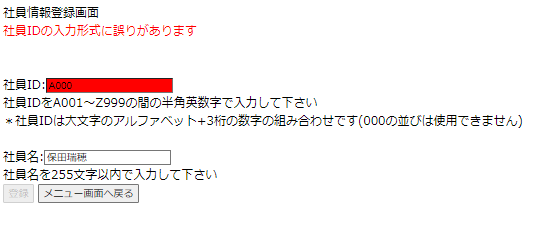 社員情報登録画面
社員IDの入力形式に誤りがあります
社員ID:A000
社員IDをA001～Z999の間の半角英数字で入力して下さい
＊社員IDは大文字のアルファベット+3桁の数字の組み合わせです(000の並びは使用できません)
社員名:保田瑞穂
社員名を255文字以内で入力して下さい
登録 メニュー画面へ戻る